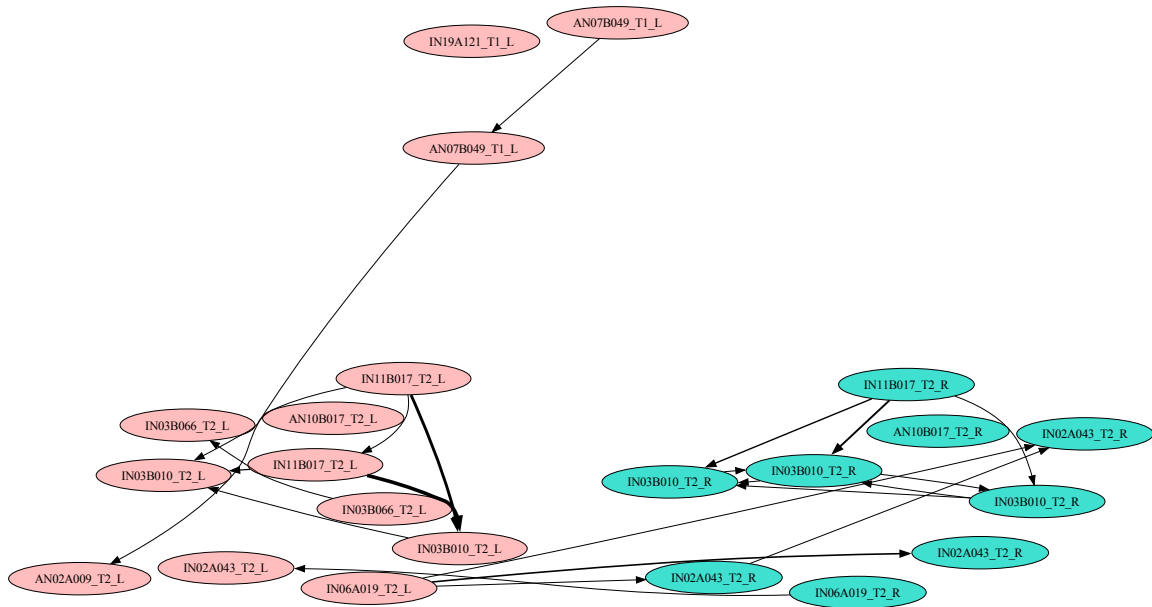 AN07B049_T1_L
IN19A121_T1_L
AN07B049_T1_L
IN11B017_T2_L
IN11B017_T2_R
AN10B017_T2_L
IN03B066_T2_L
AN10B017_T2_R
IN02A043_T2_R
IN11B017_T2_L
IN03B010_T2_L
IN03B010_T2_R
IN03B010_T2_R
IN03B010_T2_R
IN03B066_T2_L
IN03B010_T2_L
IN02A043_T2_R
IN02A043_T2_L
AN02A009_T2_L
IN02A043_T2_R
IN06A019_T2_L
IN06A019_T2_R